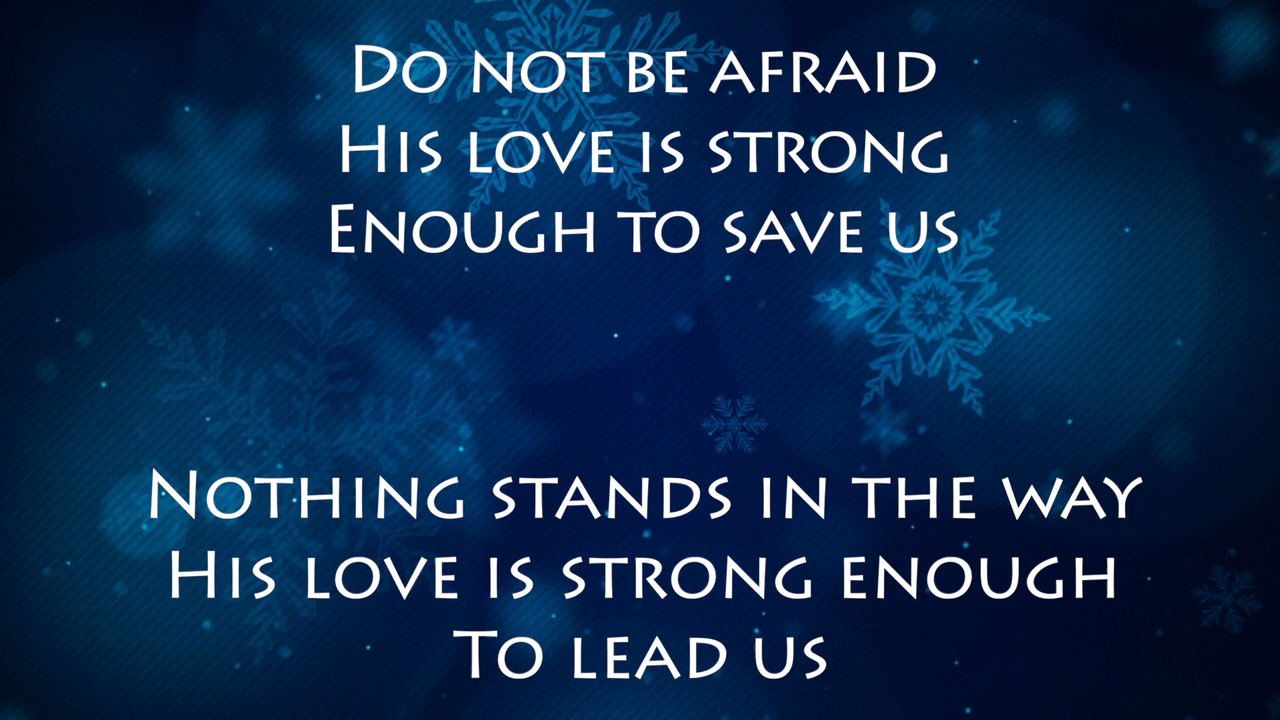 Do not be afraid
His love is strong
Enough to save us
Nothing stands in the way
His love is strong enough
To lead us